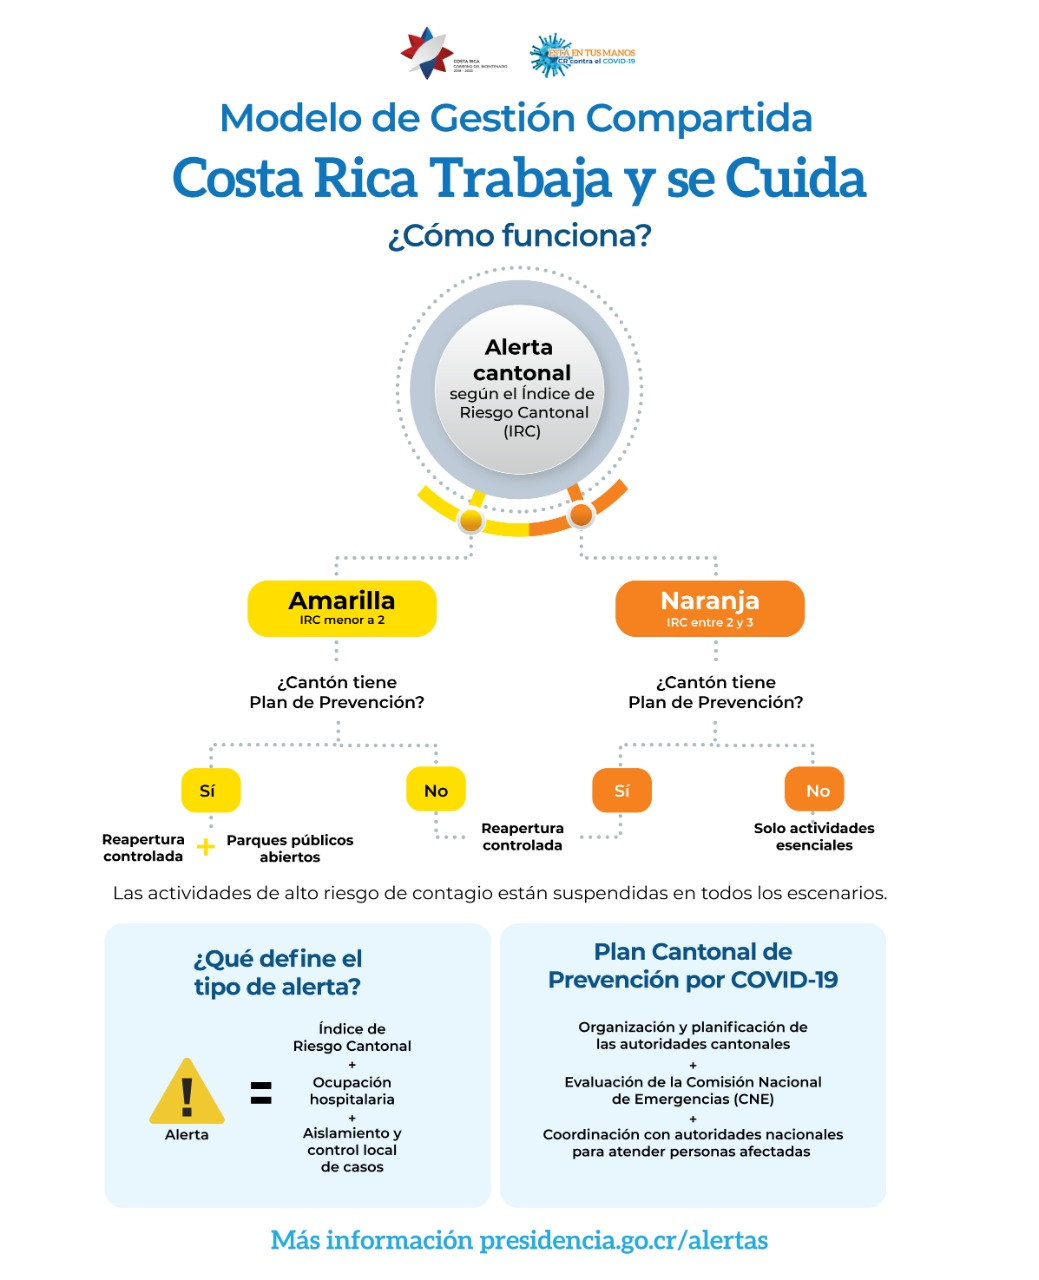 COSTA RICA
GOBIERNO DEL BICENTENARIO
2018 - 2022
ESTÁ EN TUS MANOS
CR contra el COVID-19
Modelo de Gestión Compartida
Costa Rica Trabaja y se Cuida
¿Cómo funciona?
Alerta
cantonal
según el Índice de
Riesgo Cantonal
(IRC)
Amarilla
IRC menor a 2
Naranja
IRC entre 2 y 3
¿Cantón tiene
Plan de Prevención?
¿Cantón tiene
Plan de Prevención?
Sí
No
Sí
No
Reapertura
controlada
+
Parques públicos
abiertos
Reapertura
controlada
Solo actividades
esenciales
Las actividades de alto riesgo de contagio están suspendidas en todos los escenarios.
¿Qué define el
tipo de alerta?
!
Alerta
=
Índice de
Riesgo Cantonal
+
Ocupación
hospitalaria
+
Aislamiento y
control local
de casos
Plan Cantonal de
Prevención por COVID-19
Organización y planificación de
las autoridades cantonales
+
Evaluación de la Comisión Nacional
de Emergencias (CNE)
+
Coordinación con autoridades nacionales
para atender personas afectadas
Más información presidencia.go.cr/alertas